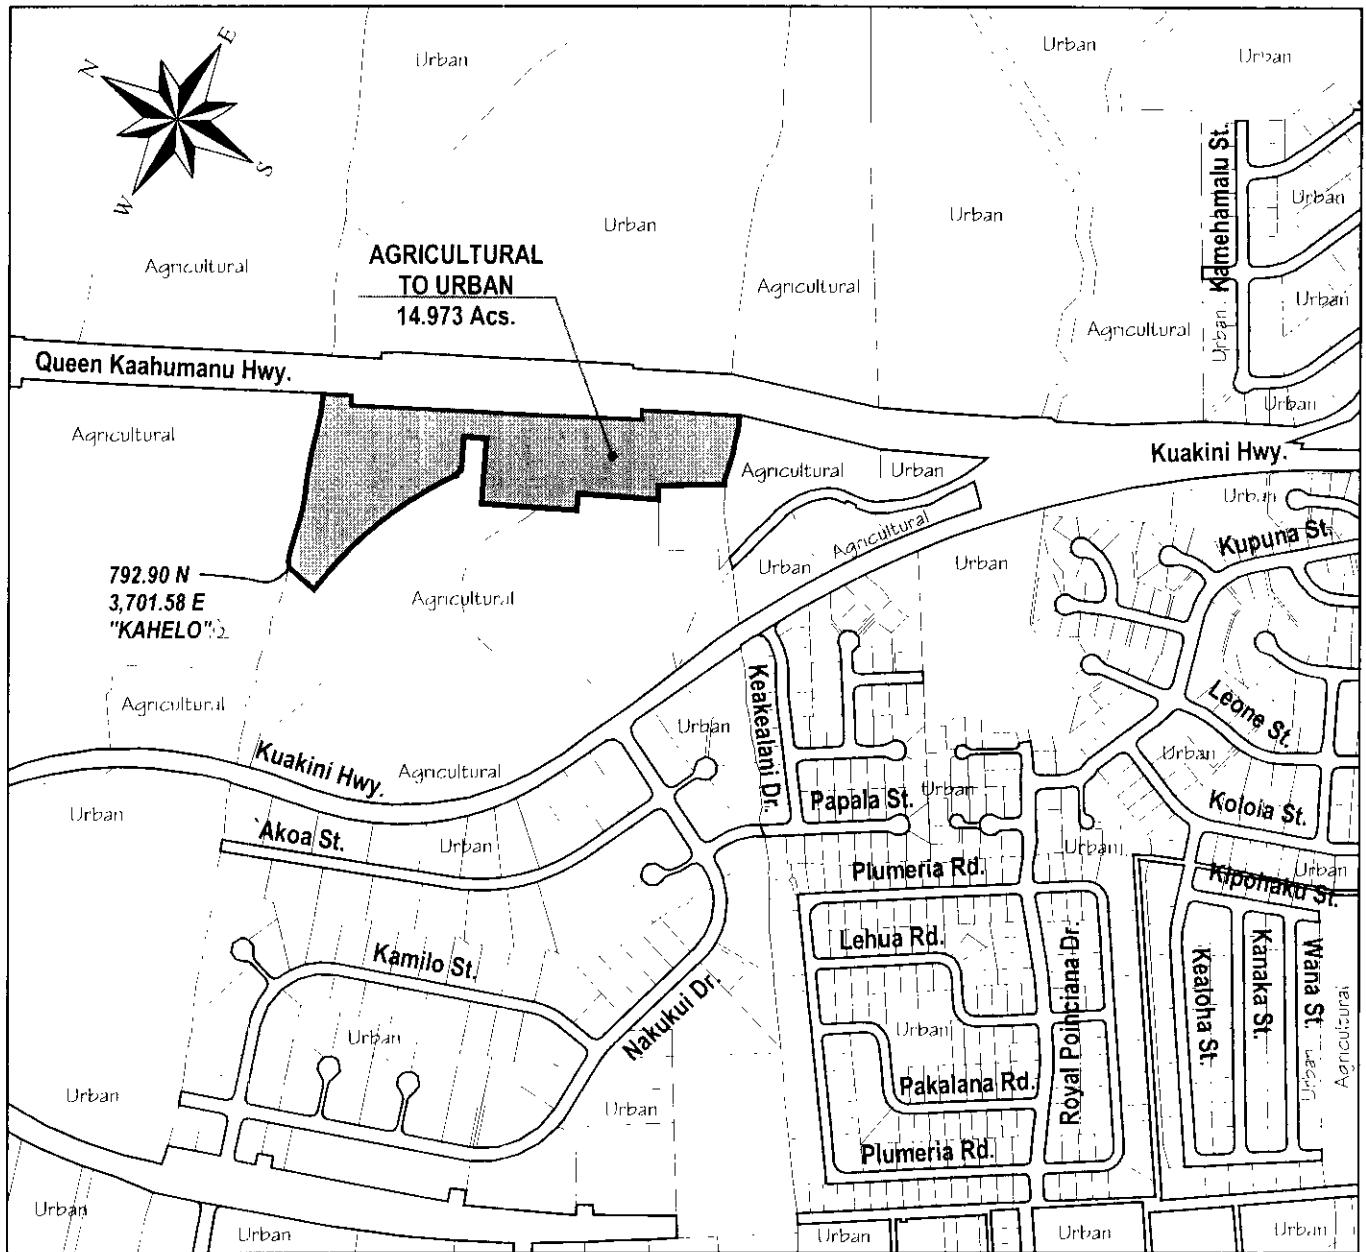 N
E
S
W
Urban
Urban
Urban
Urban
Urban
Urban
Urban
Agricultural
AGRICULTURAL
TO URBAN
14.973 Acs.
Agricultural
Agricultural
Urban
Kamehamalu St.
Urban
Queen Kaahumanu Hwy.
Agricultural
Kuakini Hwy.
Agricultural
Urban
Urban
Agricultural
Urban
Urban
Kupuna St.
792.90 N
3,701.58 E
"KAHELO"
Agricultural
Agricultural
Kuakini Hwy.
Agricultural
Urban
Keakealani Dr.
Leone St.
Urban
Urban
'Akoa St.
Urban
Papala St.
Urban
Koloia St.
Urban
Plumeria Rd.
Kipohaku St.
Urban
Kamilo St.
Lehua Rd.
Royal Poinciana Dr.
Kealoha St.
Kanaka St.
Wana St.
Agricultural
Urban
Urban
Nakukui Dr.
Urban
Pakalana Rd.
Urban
Urban
Plumeria Rd.
Urban
Urban
Urban
Urban
Urban